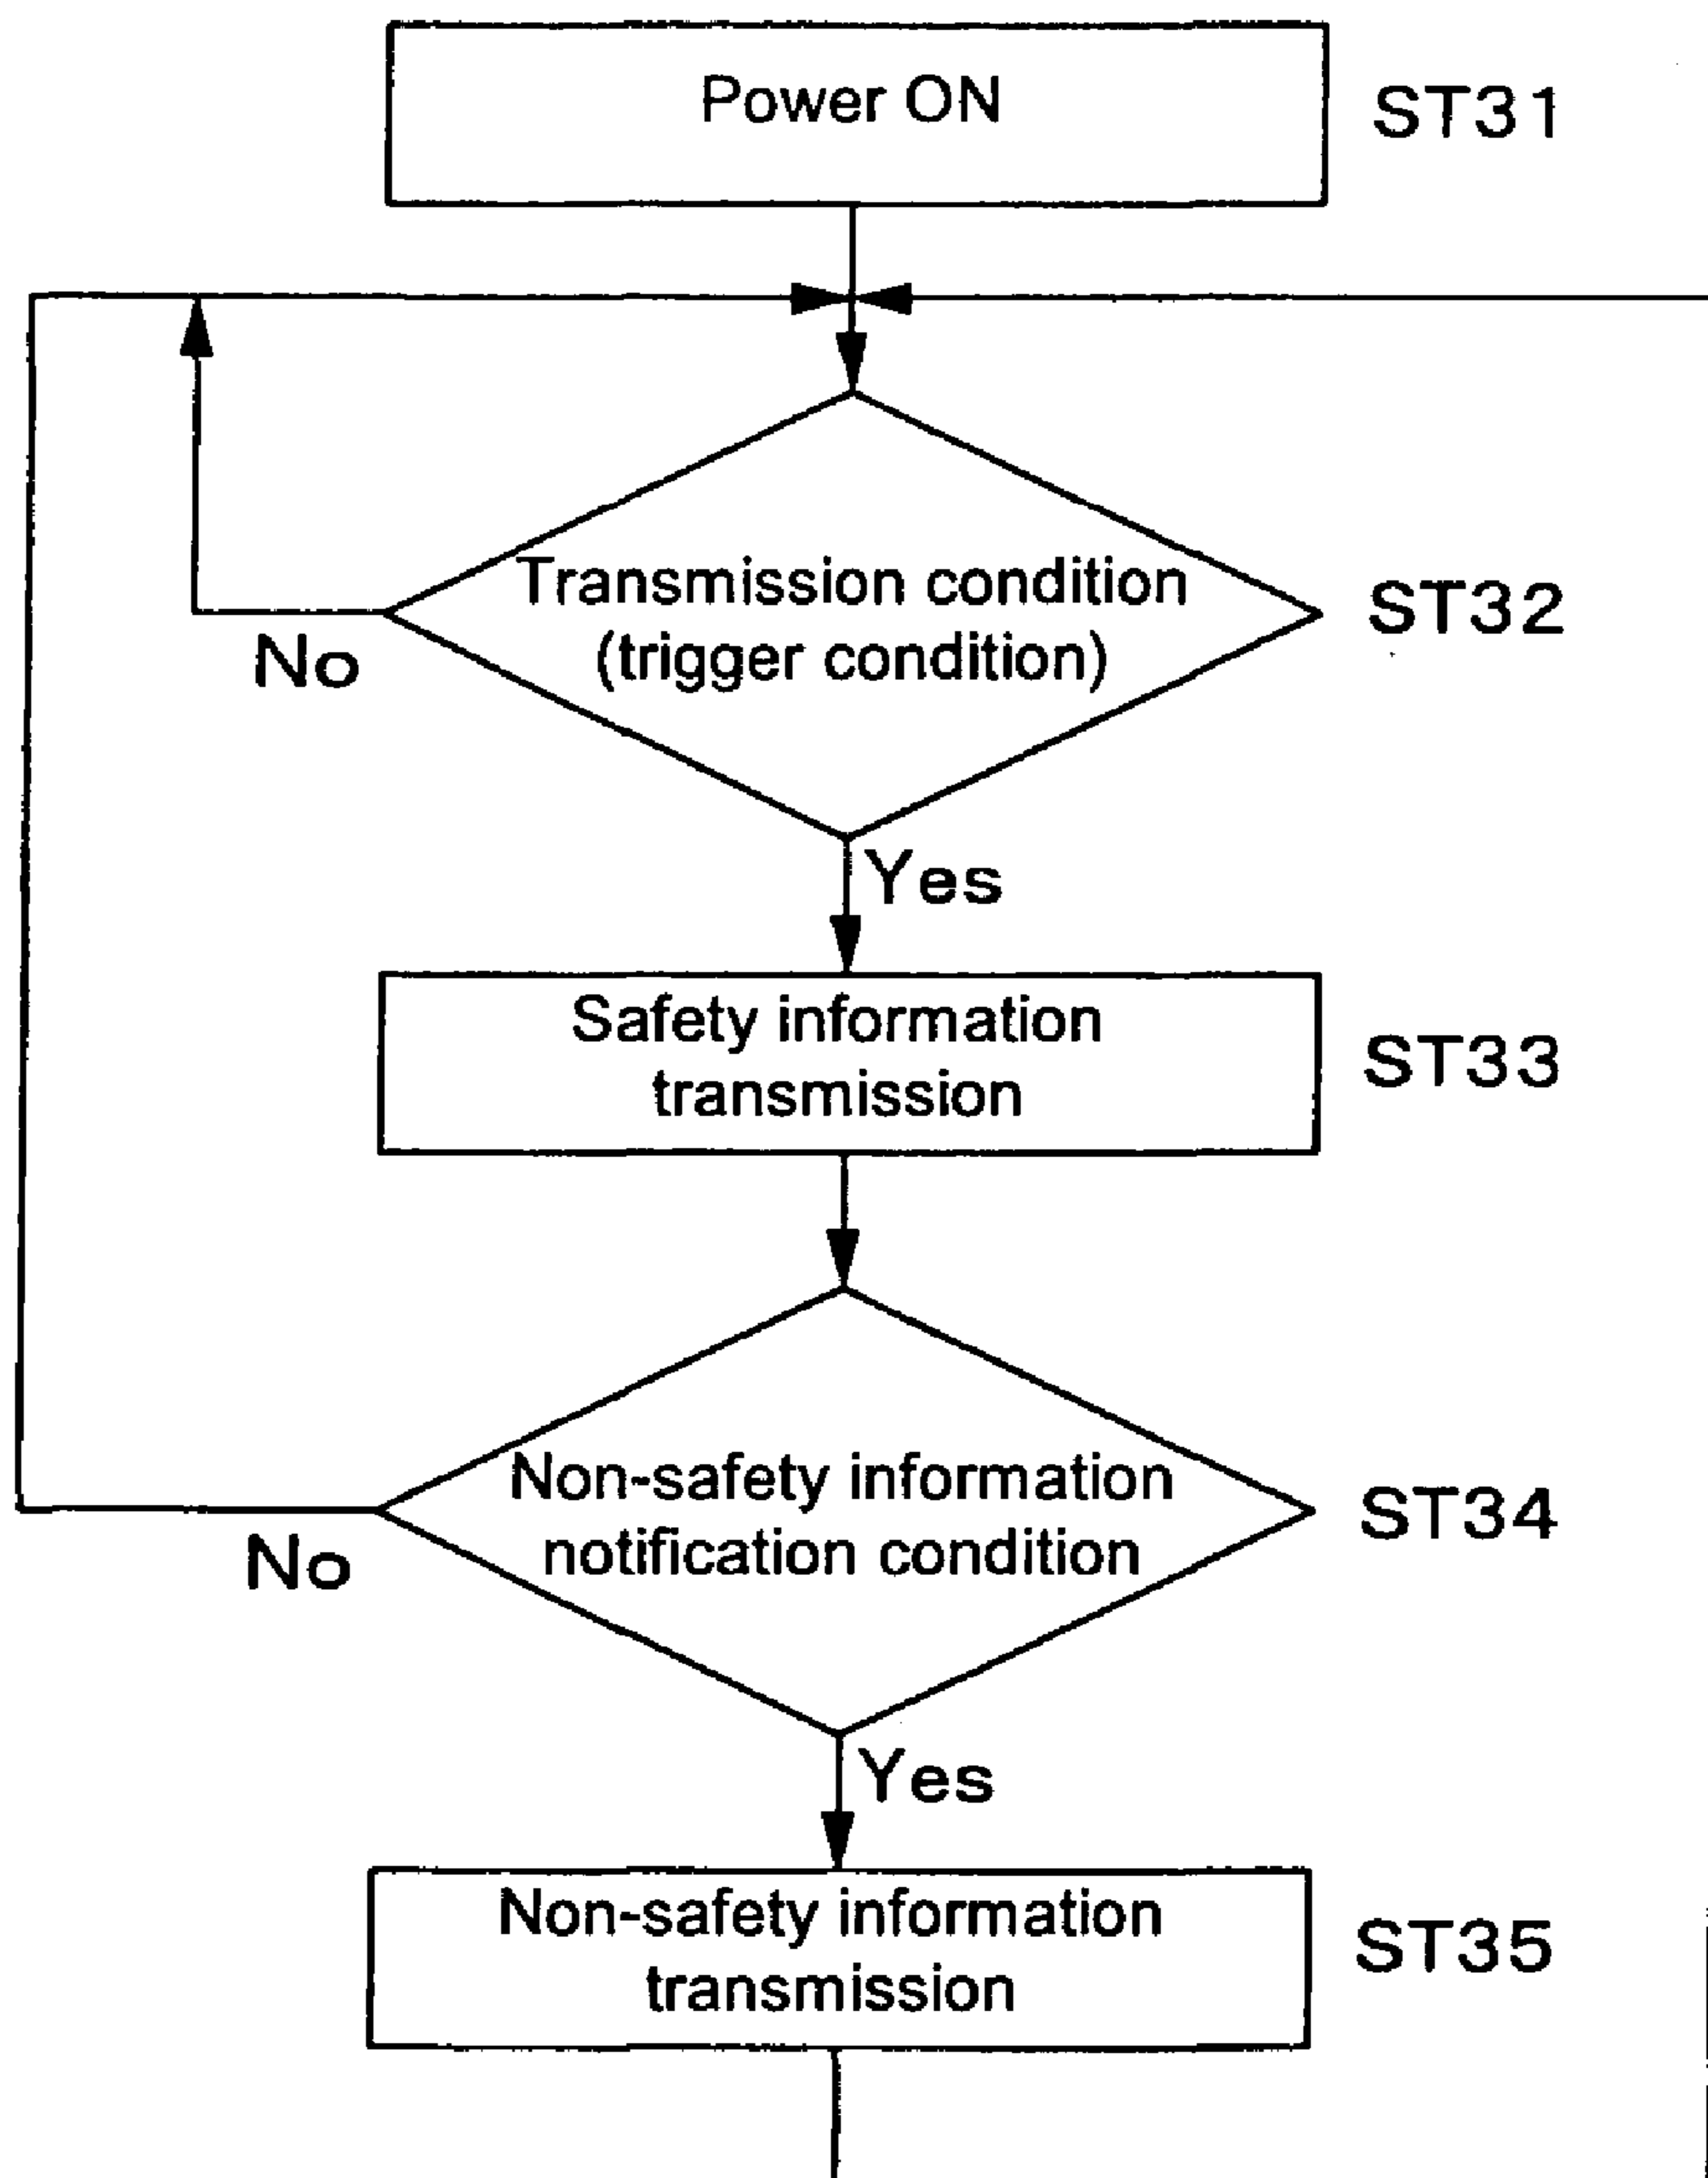 Power ON
ST31
Transmission condition
(trigger condition)
ST32
No
Yes
Safety information
transmission
ST33
Non-safety information
notification condition
ST34
No
Yes
Non-safety information
transmission
ST35